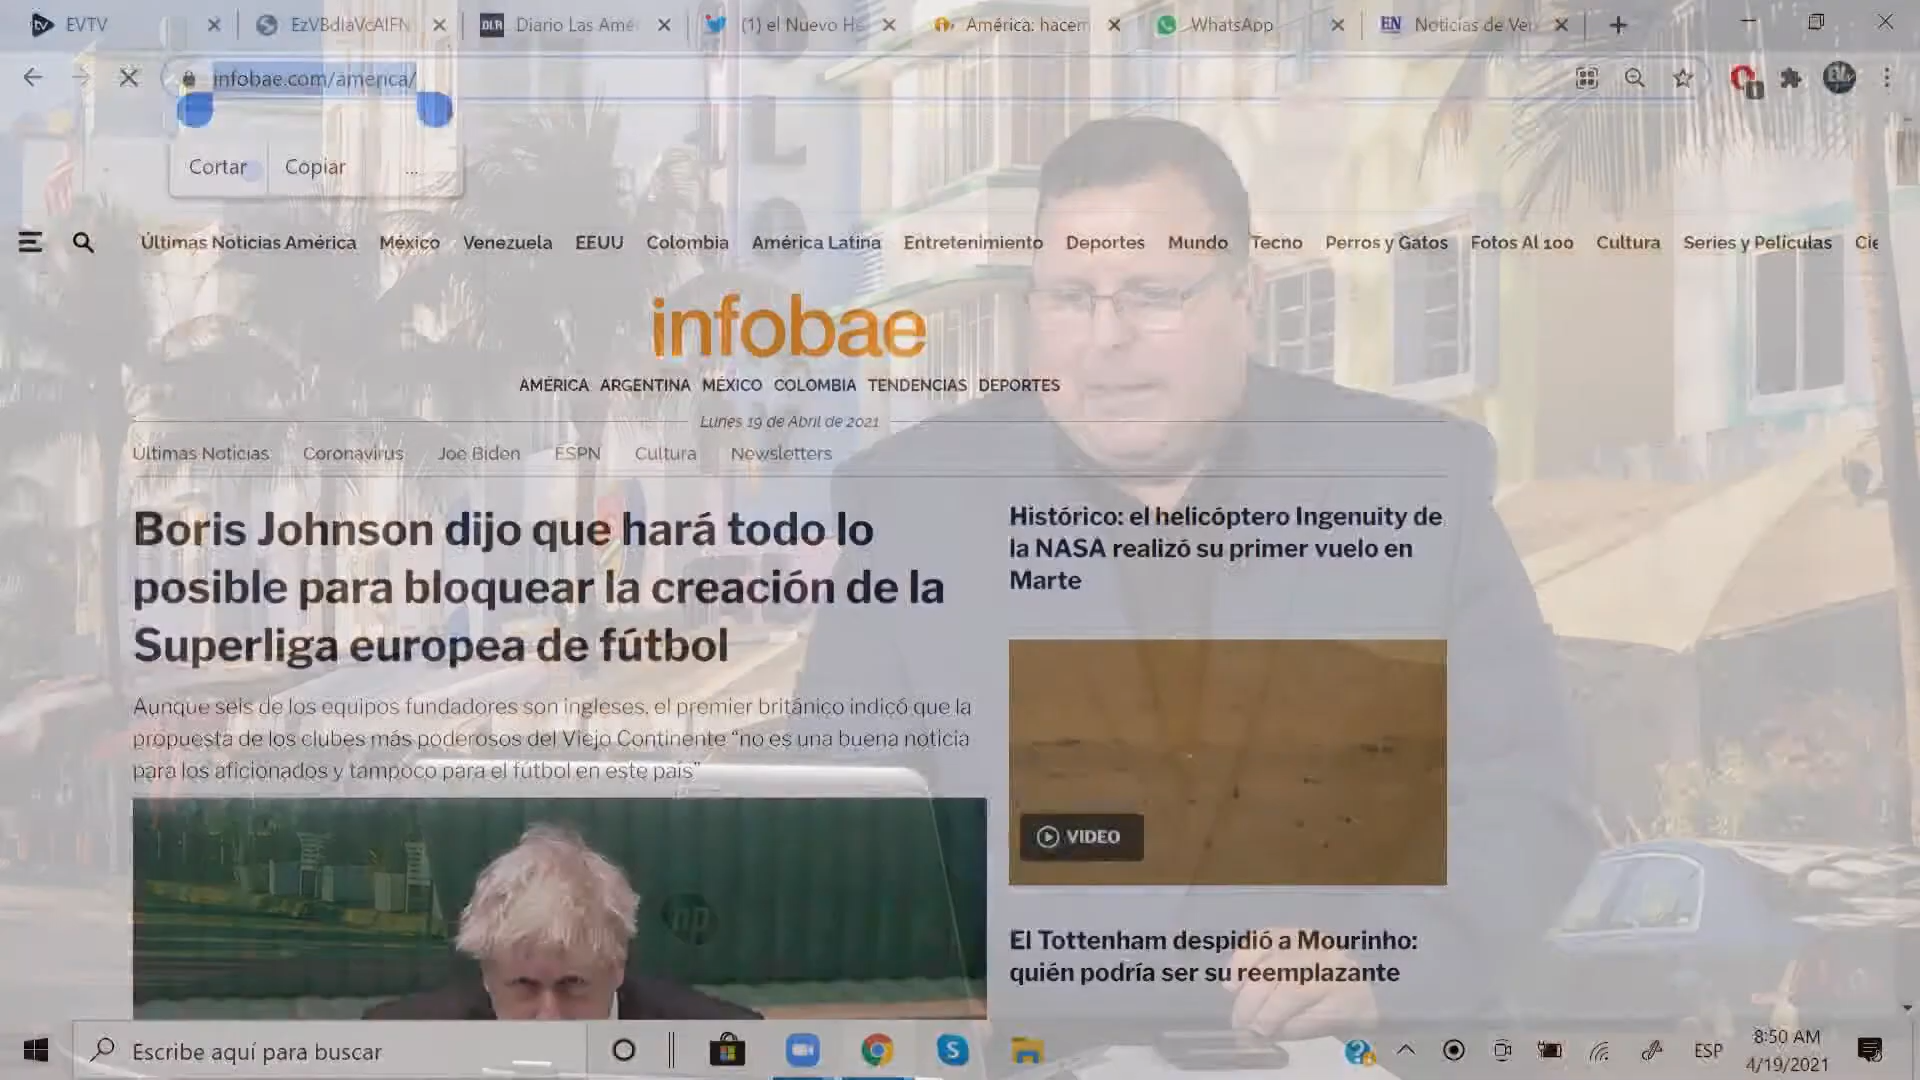 EVTV
EzVBdIaVcAIFN
Diario Las Amé
(1) el Nuevo He
América: hacem
WhatsApp
EN
Noticias de Ven
infobae.com/america/
Cortar
Copiar
...
Últimas Noticias América
México
Venezuela
EEUU
Colombia
América Latina
Entretenimiento
Deportes
Mundo
Tecno
Perros y Gatos
Fotos Al 100
Cultura
Series y Películas
Cie
infobae
AMÉRICA ARGENTINA MÉXICO COLOMBIA TENDENCIAS DEPORTES
Lunes 19 de Abril de 2021
Últimas Noticias
Coronavirus
Joe Biden
ESPN
Cultura
Newsletters
Boris Johnson dijo que hará todo lo
posible para bloquear la creación de la
Superliga europea de fútbol
Aunque seis de los equipos fundadores son ingleses, el premier británico indicó que la
propuesta de los clubes más poderosos del Viejo Continente “no es una buena noticia
para los aficionados y tampoco para el fútbol en este país”
Histórico: el helicóptero Ingenuity de
la NASA realizó su primer vuelo en
Marte
VIDEO
El Tottenham despidió a Mourinho:
quién podría ser su reemplazante
hp
Escribe aquí para buscar
ESP
8:50 AM
4/19/2021